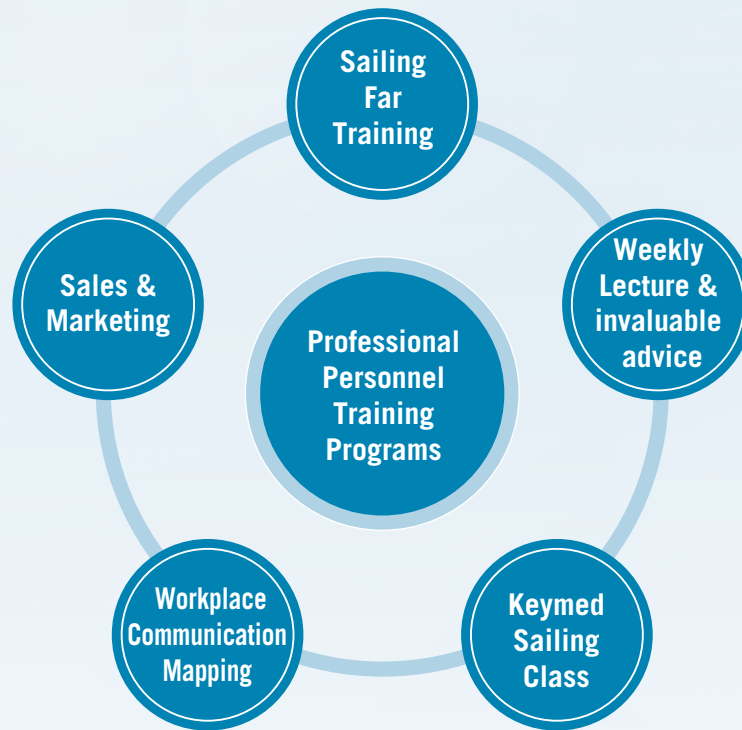 Sailing
Far
Training
Weekly
Lecture &
invaluable
advice
Sales &
Marketing
Professional
Personnel
Training
Programs
Workplace
Communication
Mapping
Keymed
Sailing
Class